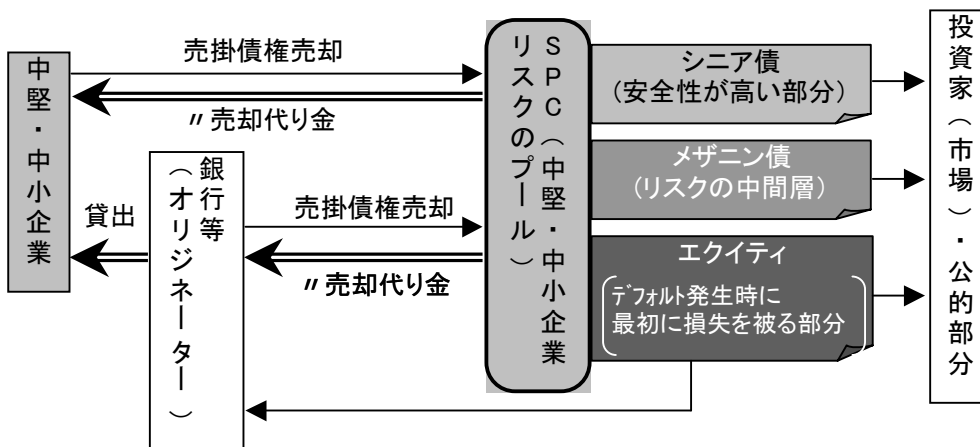 中堅・中小企業
売掛債権売却
〃売却代り金
貸出
銀行等
（オリジネーター）
売掛債権売却
〃売却代り金
ＳＰＣ（中堅・中小企業
リスクのプール）
シニア債
（安全性が高い部分）
メザニン債
（リスクの中間層）
エクイティ
ﾃﾞﾌｫﾙﾄ発生時に
最初に損失を被る部分
投資家（市場）・公的部分